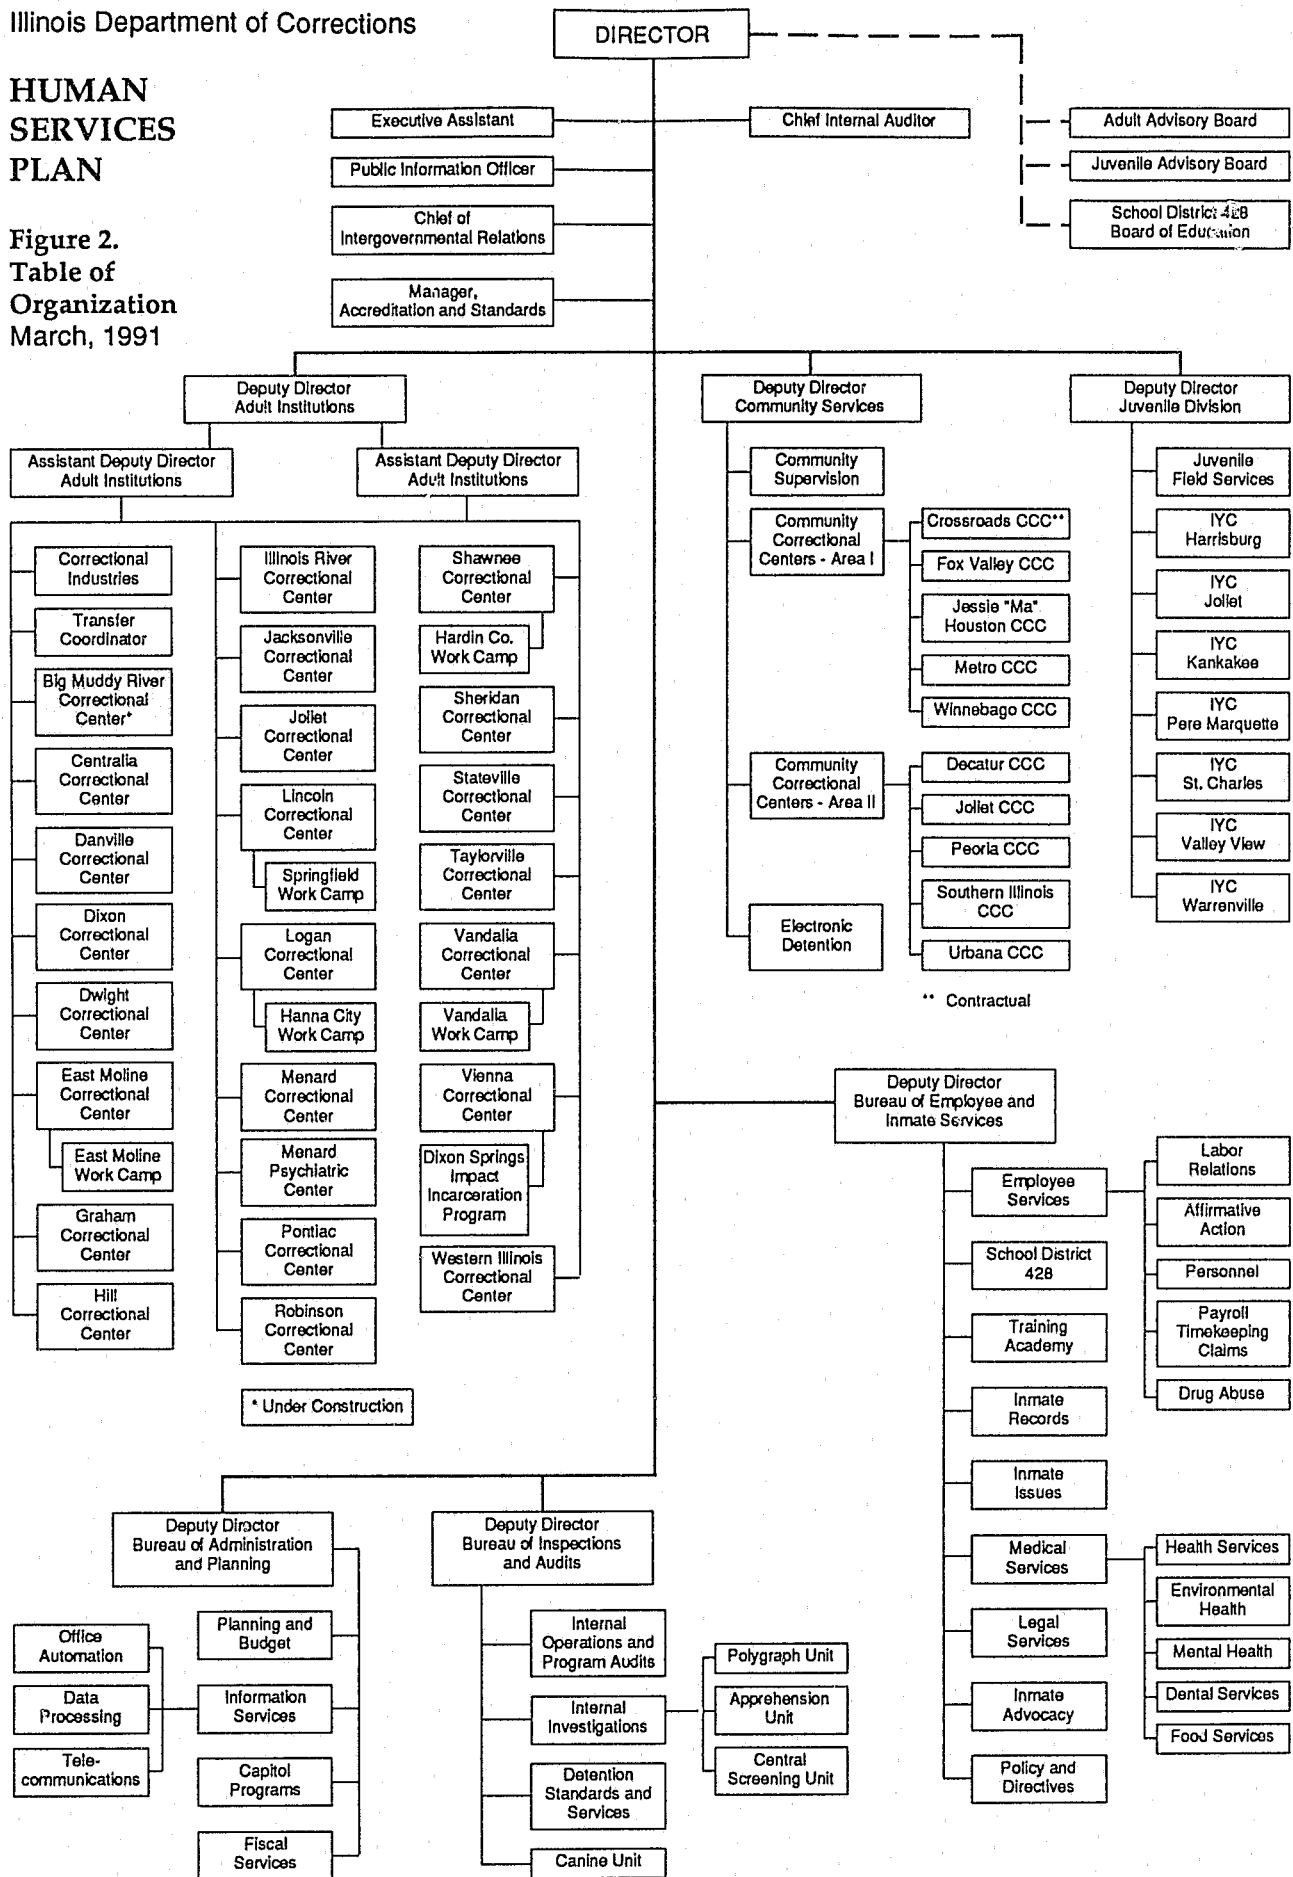 Illinois Department of Corrections
HUMAN
SERVICES
PLAN
Figure 2.
Table of
Organization
March, 1991
DIRECTOR
Executive Assistant
Chief Internal Auditor
Public Information Officer
Chief of
Intergovernmental Relations
Manager,
Accreditation and Standards
Adult Advisory Board
Juvenile Advisory Board
School District 428
Board of Education
Deputy Director
Adult Institutions
Assistant Deputy Director
Adult Institutions
Assistant Deputy Director
Adult Institutions
Correctional
Industries
Transfer
Coordinator
Big Muddy River
Correctional
Center*
Centralia
Correctional
Center
Danville
Correctional
Center
Dixon
Correctional
Center
Dwight
Correctional
Center
East Moline
Correctional
Center
East Moline
Work Camp
Graham
Correctional
Center
Hill
Correctional
Center
Illinois River
Correctional
Center
Jacksonville
Correctional
Center
Joliet
Correctional
Center
Lincoln
Correctional
Center
Springfield
Work Camp
Logan
Correctional
Center
Hanna City
Work Camp
Menard
Correctional
Center
Menard
Psychiatric
Center
Pontiac
Correctional
Center
Robinson
Correctional
Center
* Under Construction
Shawnee
Correctional
Center
Hardin Co.
Work Camp
Sheridan
Correctional
Center
Stateville
Correctional
Center
Taylorville
Correctional
Center
Vandalia
Correctional
Center
Vandalia
Work Camp
Vienna
Correctional
Center
Dixon Springs
Impact
Incarceration
Program
Western Illinois
Correctional
Center
Deputy Director
Community Services
Community
Supervision
Community
Correctional
Centers - Area I
Crossroads CCC**
Fox Valley CCC
Jessie "Ma"
Houston CCC
Metro CCC
Winnebago CCC
Community
Correctional
Centers - Area II
Decatur CCC
Joliet CCC
Peoria CCC
Southern Illinois
CCC
Urbana CCC
Electronic
Detention
** Contractual
Deputy Director
Juvenile Division
Juvenile
Field Services
IYC
Harrisburg
IYC
Joliet
IYC
Kankakee
IYC
Pere Marquette
IYC
St. Charles
IYC
Valley View
IYC
Warrenville
Deputy Director
Bureau of Employee and
Inmate Services
Employee
Services
Labor
Relations
Affirmative
Action
Personnel
Payroll
Timekeeping
Claims
Drug Abuse
School District
428
Training
Academy
Inmate
Records
Inmate
Issues
Medical
Services
Health Services
Environmental
Health
Mental Health
Dental Services
Food Services
Legal
Services
Inmate
Advocacy
Policy and
Directives
Deputy Director
Bureau of Administration
and Planning
Planning and
Budget
Information
Services
Office
Automation
Data
Processing
Tele-
communications
Capitol
Programs
Fiscal
Services
Deputy Director
Bureau of Inspections
and Audits
Internal
Operations and
Program Audits
Internal
Investigations
Polygraph Unit
Apprehension
Unit
Central
Screening Unit
Detention
Standards and
Services
Canine Unit